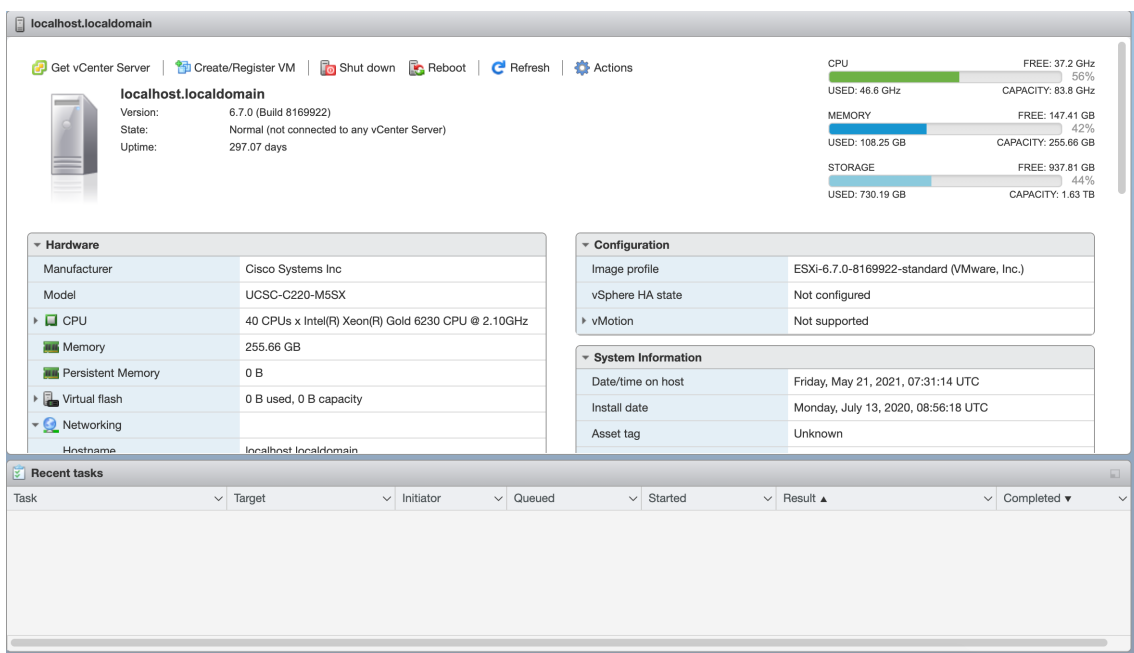 localhost.localdomain
Get vCenter Server | Create/Register VM | Shut down Reboot | Refresh | Actions
localhost.localdomain
Version: 6.7.0 (Build 8169922)
State: Normal (not connected to any vCenter Server)
Uptime: 297.07 days
CPU FREE: 37.2 GHz
56%
USED: 46.6 GHz CAPACITY: 83.8 GHz
MEMORY FREE: 147.41 GB
42%
USED: 108.25 GB CAPACITY: 255.66 GB
STORAGE FREE: 937.81 GB
44%
USED: 730.19 GB CAPACITY: 1.63 TB
Hardware
Manufacturer Cisco Systems Inc
Model UCSC-C220-M5SX
CPU 40 CPUs x Intel(R) Xeon(R) Gold 6230 CPU @ 2.10GHz
Memory 255.66 GB
Persistent Memory 0 B
Virtual flash 0 B used, 0 B capacity
Networking
Hostname localhost.localdomain
Configuration
Image profile ESXi-6.7.0-8169922-standard (VMware, Inc.)
vSphere HA state Not configured
vMotion Not supported
System Information
Date/time on host Friday, May 21, 2021, 07:31:14 UTC
Install date Monday, July 13, 2020, 08:56:18 UTC
Asset tag Unknown
Recent tasks
Task Target Initiator Queued Started Result ▲ Completed ▼